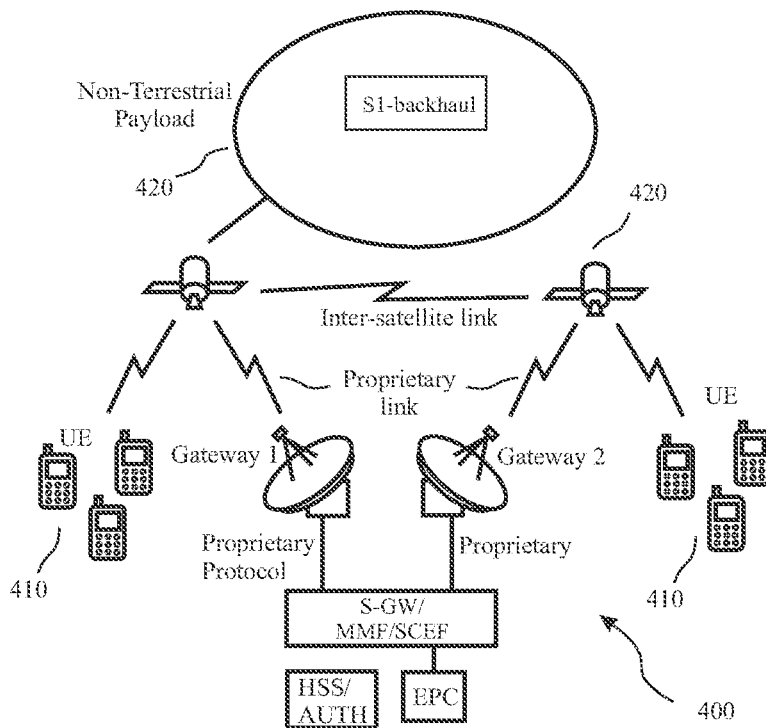 Non-Terrestrial
Payload
S1-backhaul
420
420
Inter-satellite link
Proprietary
link
UE
UE
Gateway 1
Gateway 2
410
Proprietary
Protocol
Proprietary
410
S-GW/
MMF/SCEF
HSS/
AUTH
EPC
400